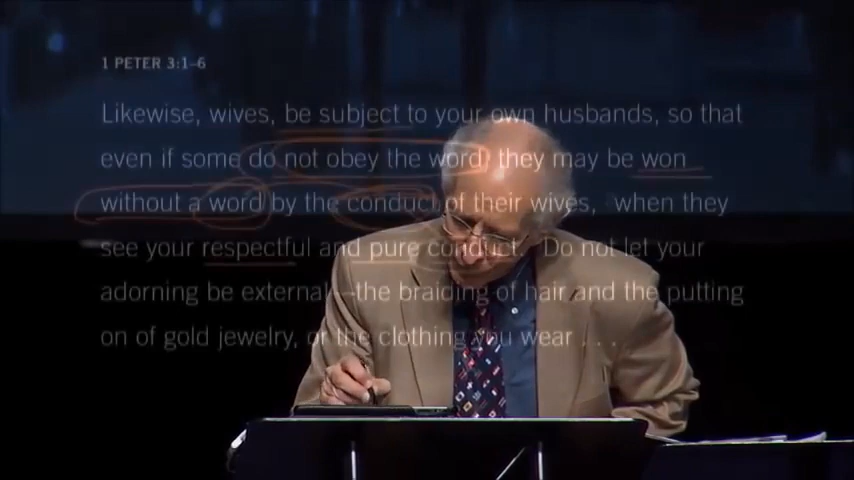 1 PETER 3:1–6
Likewise, wives, be subject to your own husbands, so that
even if some do not obey the word, they may be won
without a word by the conduct of their wives, when they
see your respectful and pure conduct. Do not let your
adorning be external—the braiding of hair and the putting
on of gold jewelry, or the clothing you wear . . . .